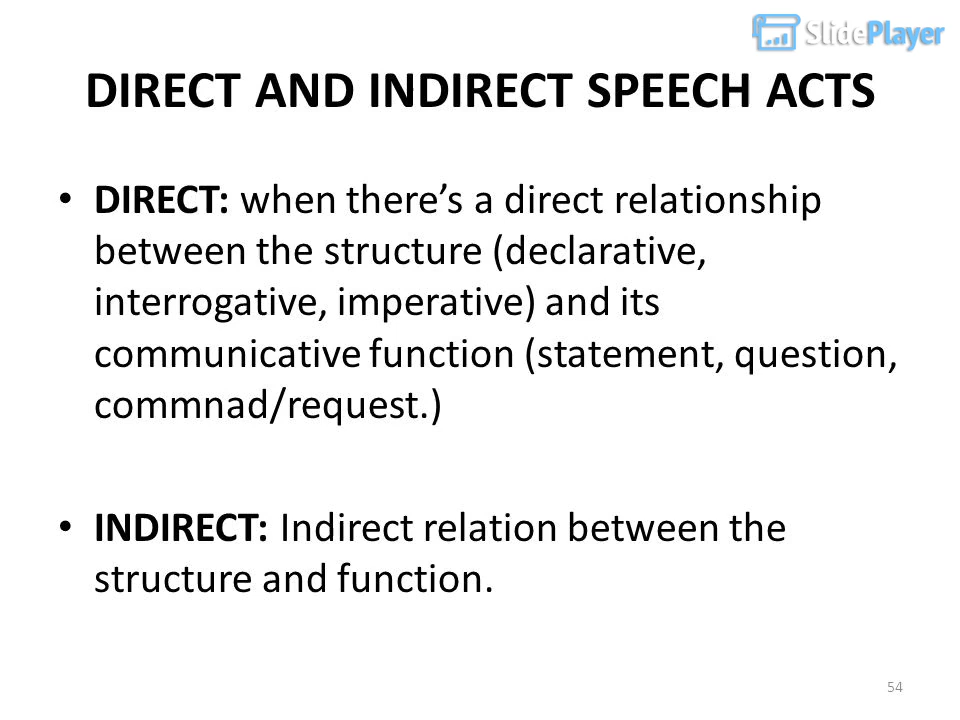 SlidePlayer
DIRECT AND INDIRECT SPEECH ACTS
• DIRECT: when there’s a direct relationship
between the structure (declarative,
interrogative, imperative) and its
communicative function (statement, question,
commnad/request.)
• INDIRECT: Indirect relation between the
structure and function.
54